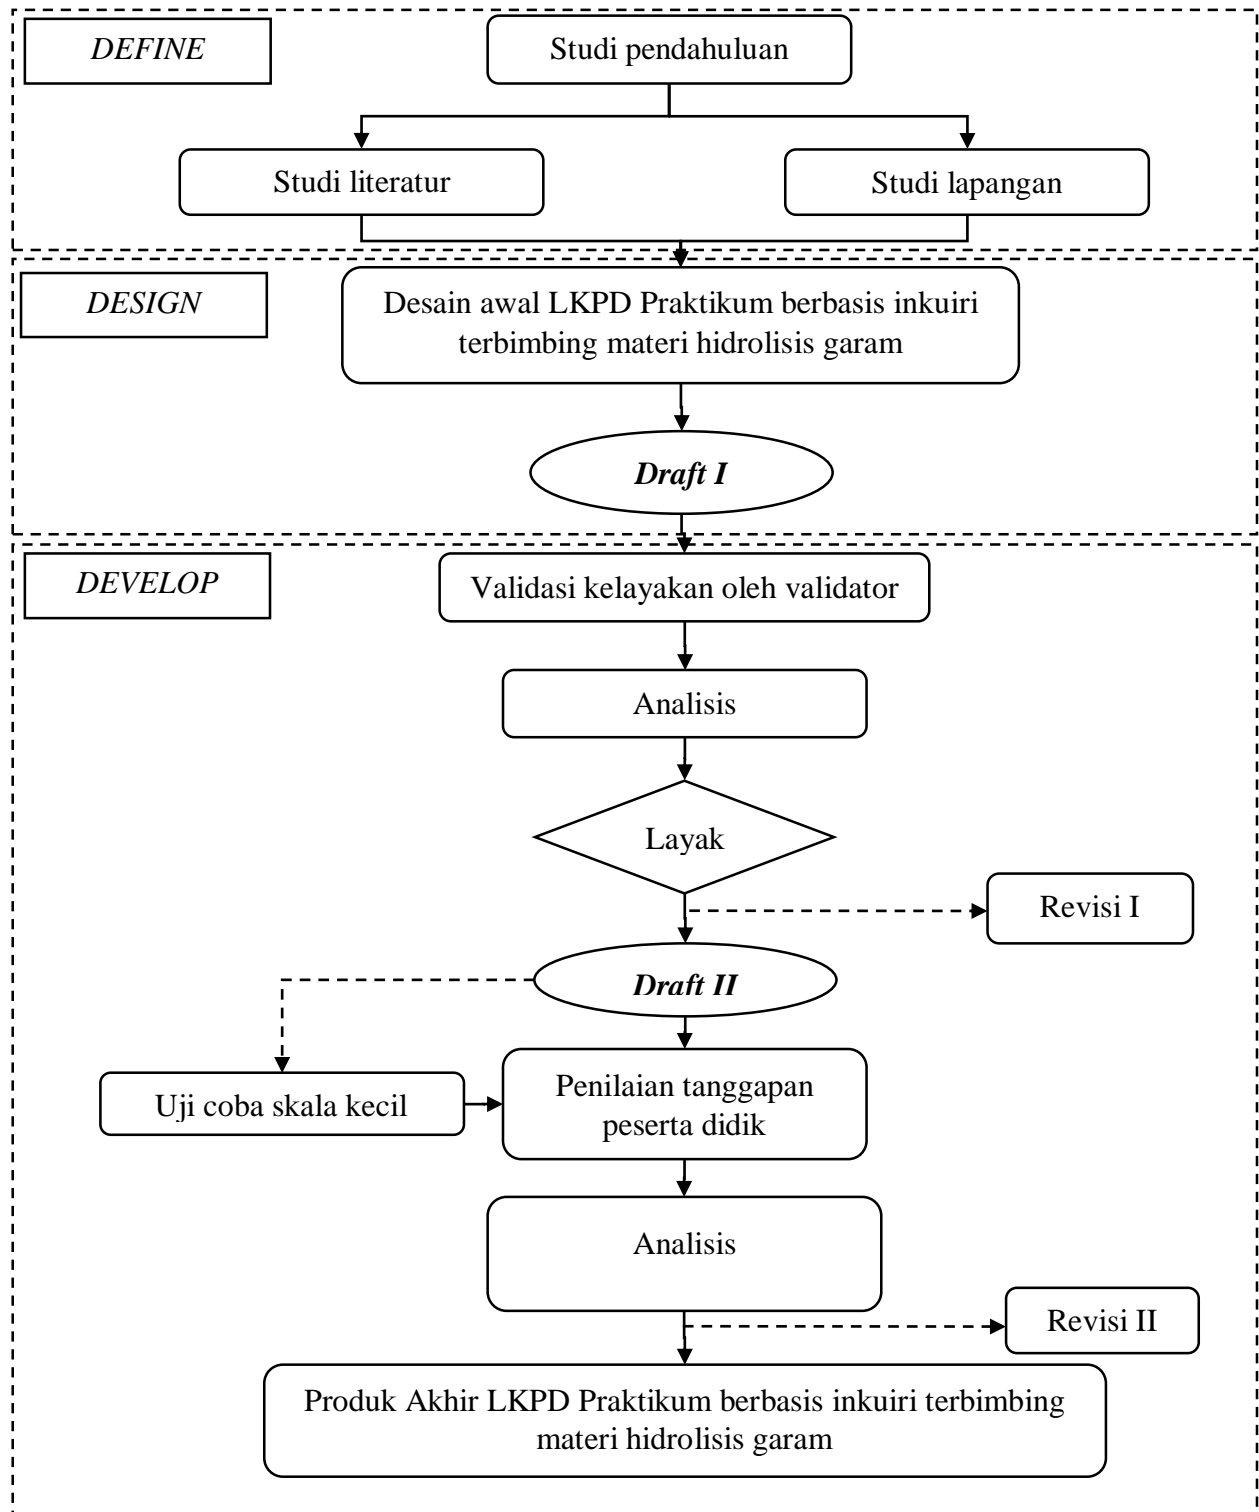 DEFINE
Studi pendahuluan
Studi literatur
Studi lapangan
DESIGN
Desain awal LKPD Praktikum berbasis inkuiri
terbimbing materi hidrolisis garam
Draft I
DEVELOP
Validasi kelayakan oleh validator
Analisis
Layak
Revisi I
Draft II
Uji coba skala kecil
Penilaian tanggapan
peserta didik
Analisis
Revisi II
Produk Akhir LKPD Praktikum berbasis inkuiri terbimbing
materi hidrolisis garam